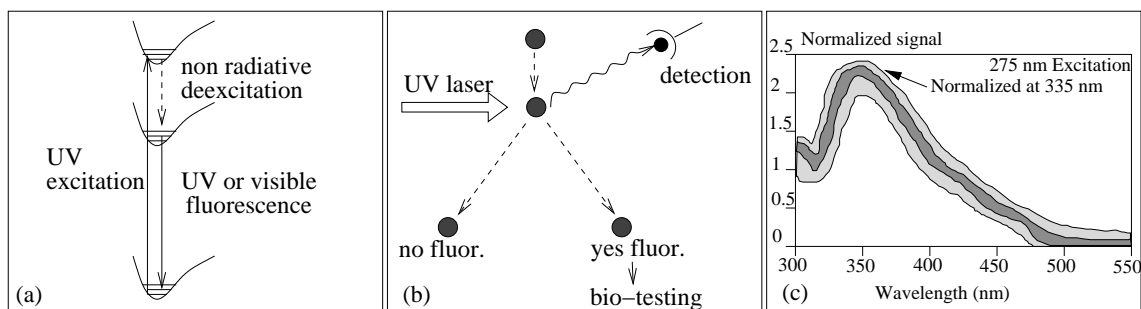 non radiative
deexcitation
UV
excitation
UV or visible
fluorescence
(a)
UV laser
detection
no fluor.
yes fluor.
bio−testing
(b)
Normalized signal
275 nm Excitation
Normalized at 335 nm
2.5
2
1.5
1
0.5
0
300
350
400
450
500
550
Wavelength (nm)
(c)